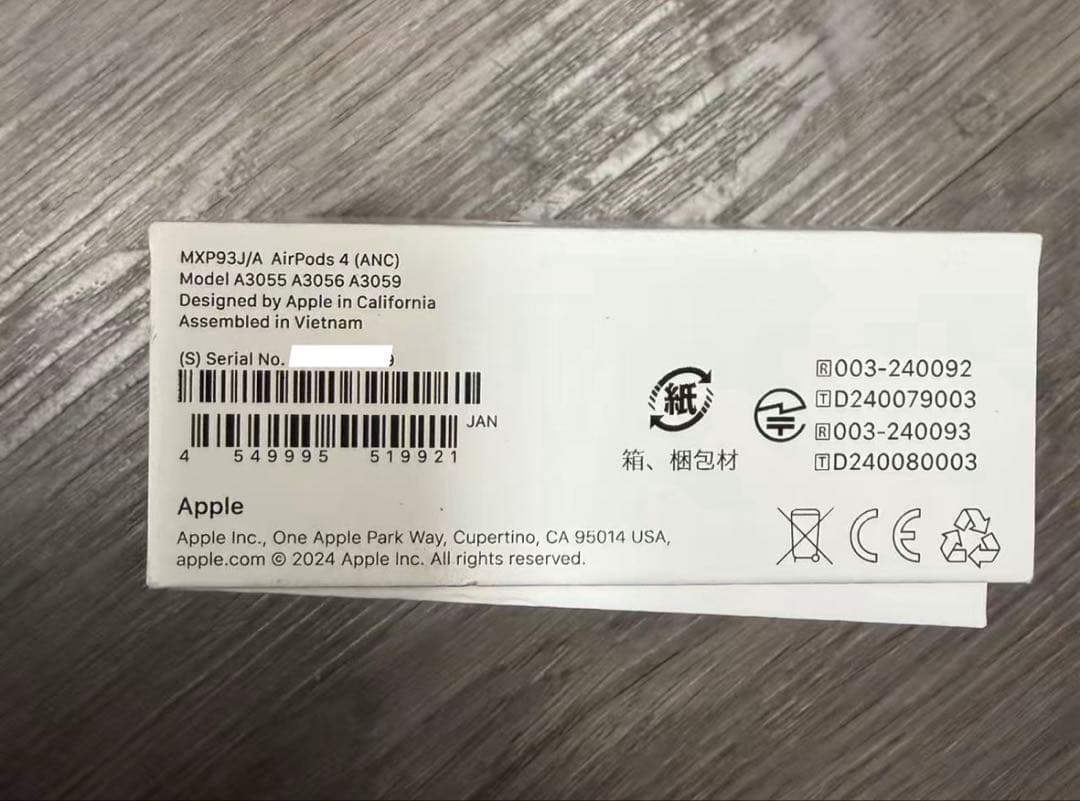 MXP93J/A AirPods 4 (ANC)
Model A3055 A3056 A3059
Designed by Apple in California
Assembled in Vietnam
(S) Serial No.
JAN
4 549995 519921
Apple
Apple Inc., One Apple Park Way, Cupertino, CA 95014 USA,
apple.com © 2024 Apple Inc. All rights reserved.
紙
箱、梱包材
🅁003-240092
🅃D240079003
🅁003-240093
🅃D240080003
CE